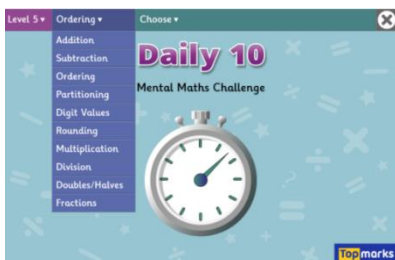 Level 5 ▾ Ordering ▾ Choose ▾
Addition
Subtraction
Ordering
Partitioning
Digit Values
Rounding
Multiplication
Division
Doubles/Halves
Fractions
Daily 10
Mental Maths Challenge
Topmarks